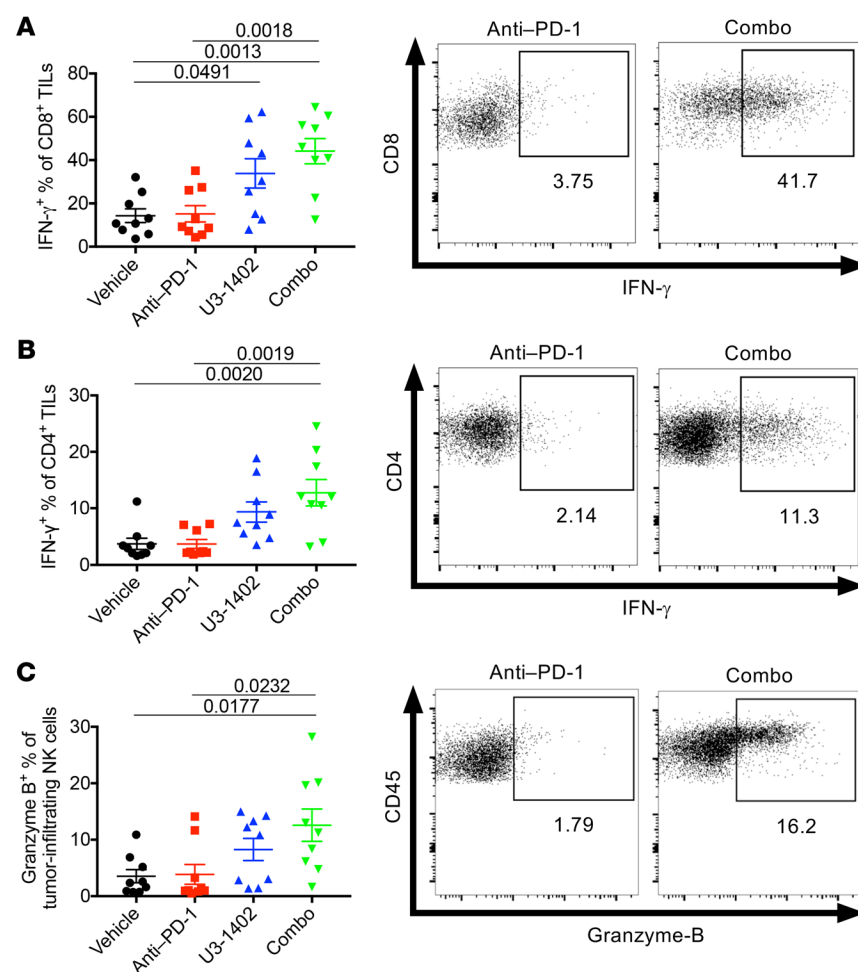 A
0.0018
0.0013
0.0491
IFN-γ⁺ % of CD8⁺ TILs
80
60
40
20
0
Vehicle
Anti–PD-1
U3-1402
Combo
Anti–PD-1
Combo
CD8
3.75
41.7
IFN-γ
B
0.0019
0.0020
IFN-γ⁺ % of CD4⁺ TILs
30
20
10
0
Vehicle
Anti–PD-1
U3-1402
Combo
Anti–PD-1
Combo
CD4
2.14
11.3
IFN-γ
C
0.0232
0.0177
Granzyme B⁺ % of
tumor-infiltrating NK cells
30
20
10
0
Vehicle
Anti–PD-1
U3-1402
Combo
Anti–PD-1
Combo
CD45
1.79
16.2
Granzyme-B